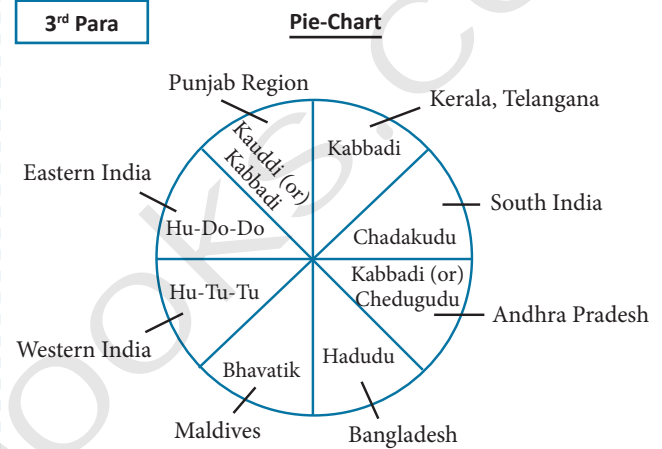 3rd Para
Pie-Chart
Punjab Region
Kerala, Telangana
Kauddi (or)
Kabbadi
Kabbadi
Eastern India
South India
Hu-Do-Do
Chadakudu
Hu-Tu-Tu
Kabbadi (or)
Chedugudu
Andhra Pradesh
Western India
Bhavatik
Hadudu
Maldives
Bangladesh